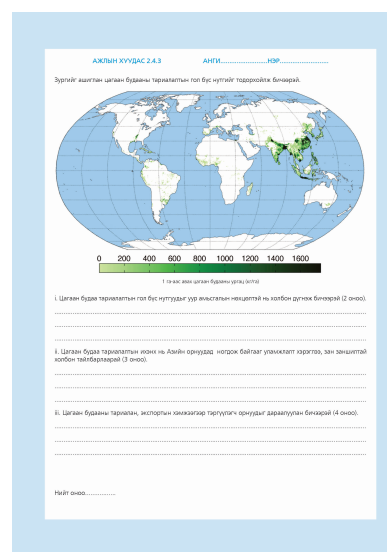 АЖЛЫН ХУУДАС 2.4.3 АНГИ........................НЭР.........................
Зургийг ашиглан цагаан будааны тариалалтын гол бүс нутгийг тодорхойлж бичээрэй.
0 200 400 600 800 1000 1200 1400 1600
1 га-аас авах цагаан будааны ургац (кг/га)
i. Цагаан будаа тариалалтын гол бүс нутгуудыг уур амьсгалын нөхцөлтэй нь холбон дүгнэж бичээрэй (2 оноо).
ii. Цагаан будаа тариалалтын ихэнх нь Азийн орнуудад ногдож байгааг уламжлалт хэрэглээ, зан заншилтай
холбон тайлбарлаарай (3 оноо).
iii. Цагаан будааны тариалан, экспортын хэмжээгээр тэргүүлэгч орнуудыг дараалуулан бичээрэй (4 оноо).
Нийт оноо................